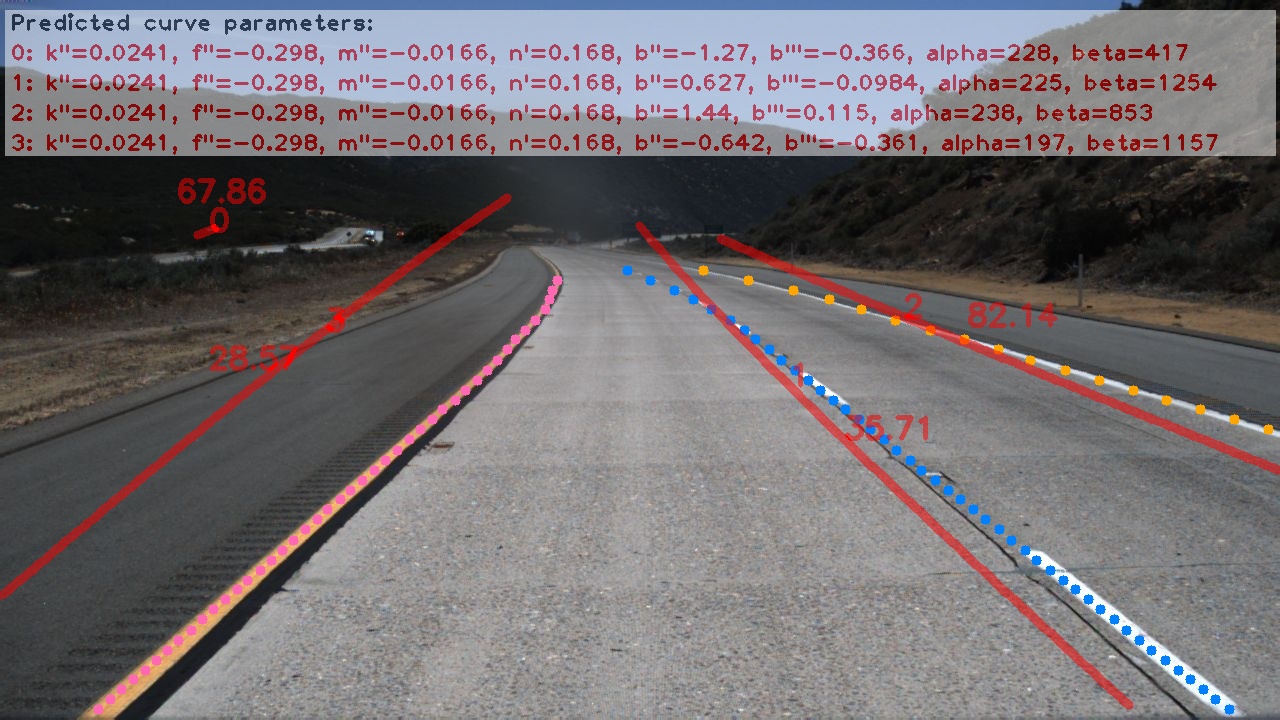 Predicted curve parameters:
0: k''=0.0241, f''=-0.298, m''=-0.0166, n'=0.168, b''=-1.27, b'''=-0.366, alpha=228, beta=417
1: k''=0.0241, f''=-0.298, m''=-0.0166, n'=0.168, b''=0.627, b'''=-0.0984, alpha=225, beta=1254
2: k''=0.0241, f''=-0.298, m''=-0.0166, n'=0.168, b''=1.44, b'''=0.115, alpha=238, beta=853
3: k''=0.0241, f''=-0.298, m''=-0.0166, n'=0.168, b''=-0.642, b'''=-0.361, alpha=197, beta=1157
67.86
0
2
82.14
3
28.57
1
35.71